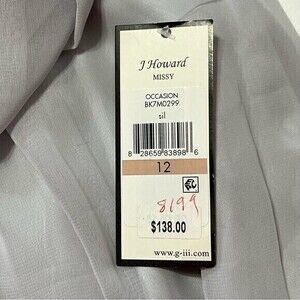 J Howard
MISSY
OCCASION
BK7M0299
sil
8 28659 83898 6
12
8199
$138.00
www.g-iii.com